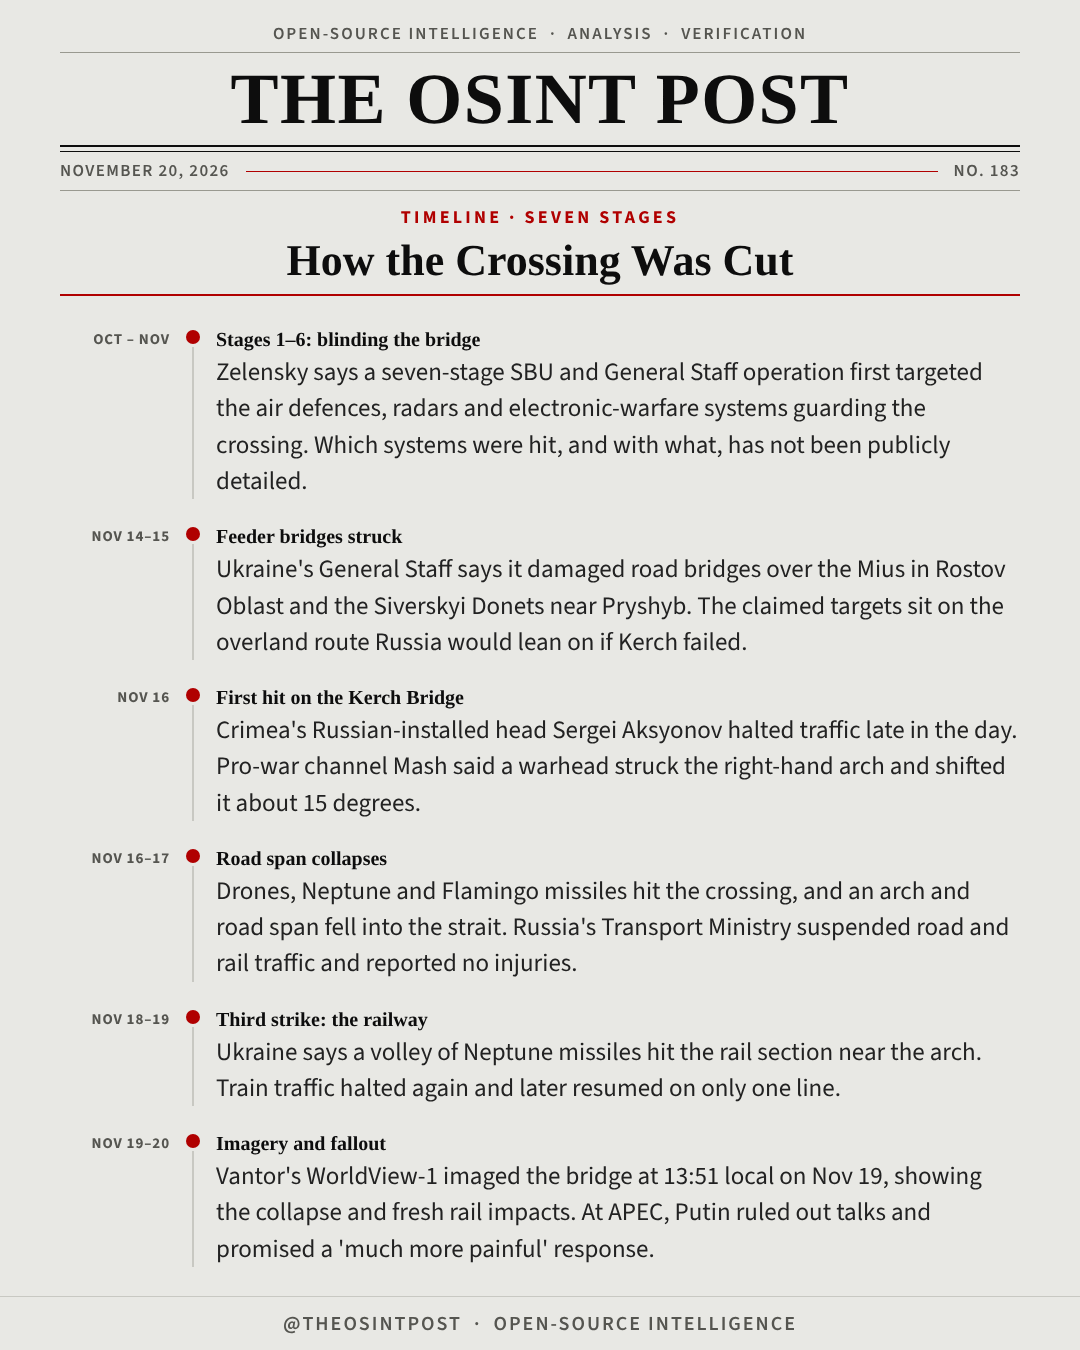 OPEN-SOURCE INTELLIGENCE · ANALYSIS · VERIFICATION
THE OSINT POST
NOVEMBER 20, 2026
NO. 183
TIMELINE · SEVEN STAGES
How the Crossing Was Cut
OCT – NOV
Stages 1–6: blinding the bridge
Zelensky says a seven-stage SBU and General Staff operation first targeted
the air defences, radars and electronic-warfare systems guarding the
crossing. Which systems were hit, and with what, has not been publicly
detailed.
NOV 14–15
Feeder bridges struck
Ukraine's General Staff says it damaged road bridges over the Mius in Rostov
Oblast and the Siverskyi Donets near Pryshyb. The claimed targets sit on the
overland route Russia would lean on if Kerch failed.
NOV 16
First hit on the Kerch Bridge
Crimea's Russian-installed head Sergei Aksyonov halted traffic late in the day.
Pro-war channel Mash said a warhead struck the right-hand arch and shifted
it about 15 degrees.
NOV 16–17
Road span collapses
Drones, Neptune and Flamingo missiles hit the crossing, and an arch and
road span fell into the strait. Russia's Transport Ministry suspended road and
rail traffic and reported no injuries.
NOV 18–19
Third strike: the railway
Ukraine says a volley of Neptune missiles hit the rail section near the arch.
Train traffic halted again and later resumed on only one line.
NOV 19–20
Imagery and fallout
Vantor's WorldView-1 imaged the bridge at 13:51 local on Nov 19, showing
the collapse and fresh rail impacts. At APEC, Putin ruled out talks and
promised a 'much more painful' response.
@THEOSINTPOST · OPEN-SOURCE INTELLIGENCE